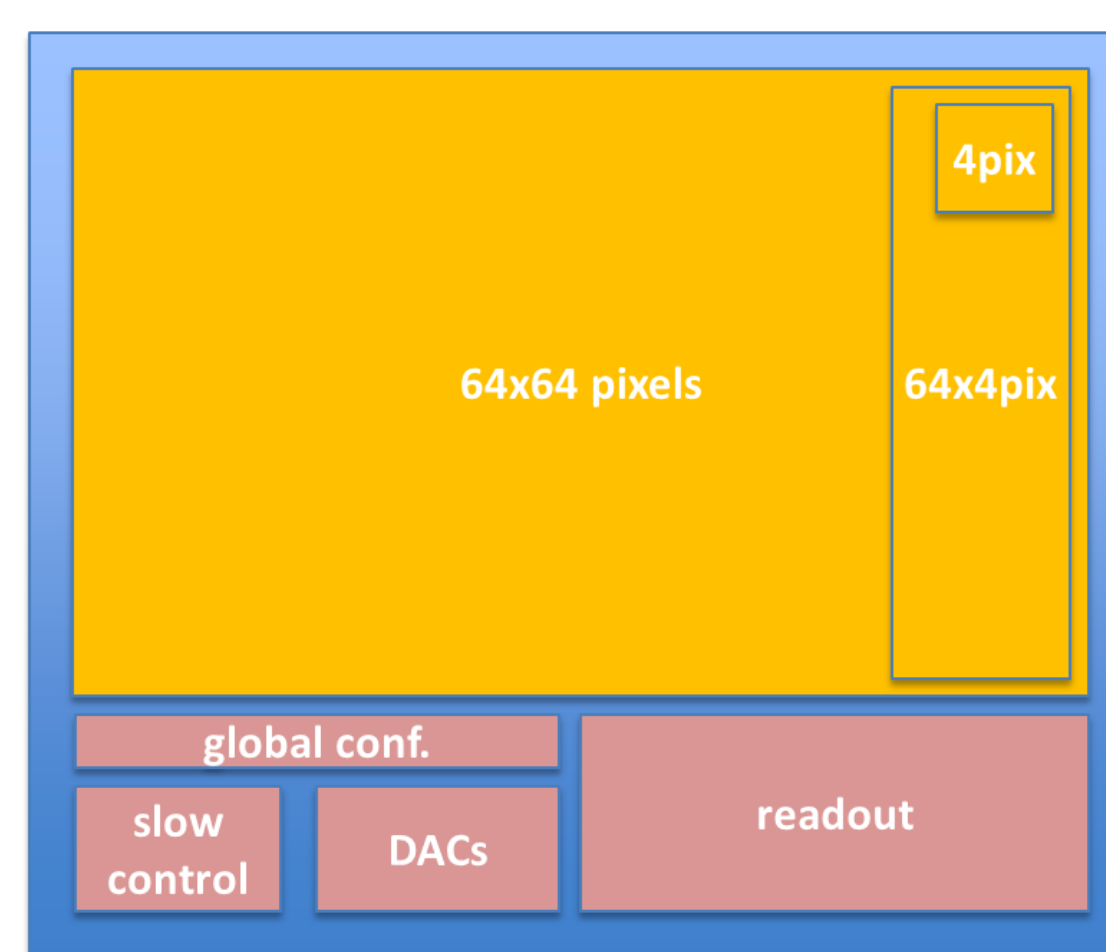 4pix
64x64 pixels
64x4pix
global conf.
slow
control
DACs
readout